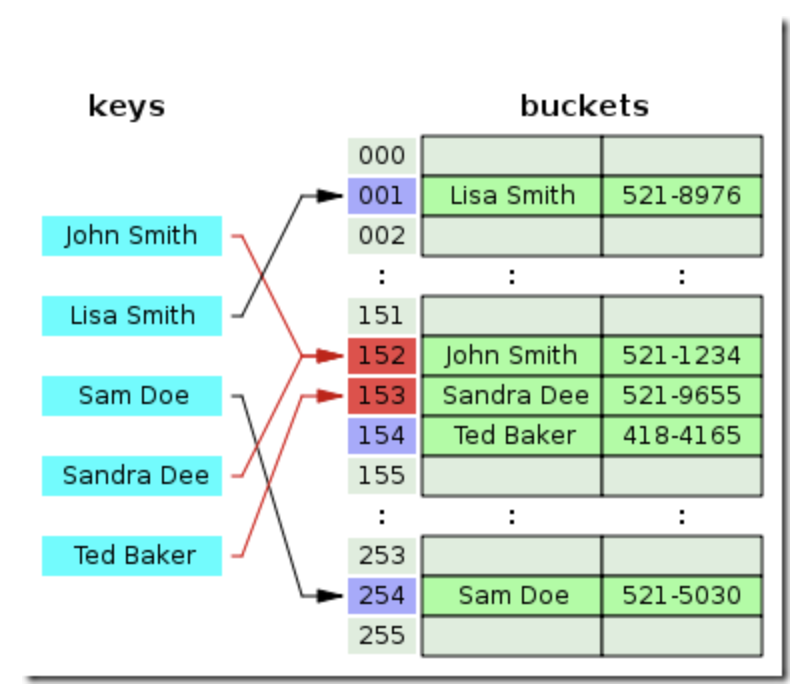 keys
buckets
John Smith
Lisa Smith
Sam Doe
Sandra Dee
Ted Baker
000
001 Lisa Smith 521-8976
002
: : :
151
152 John Smith 521-1234
153 Sandra Dee 521-9655
154 Ted Baker 418-4165
155
: : :
253
254 Sam Doe 521-5030
255